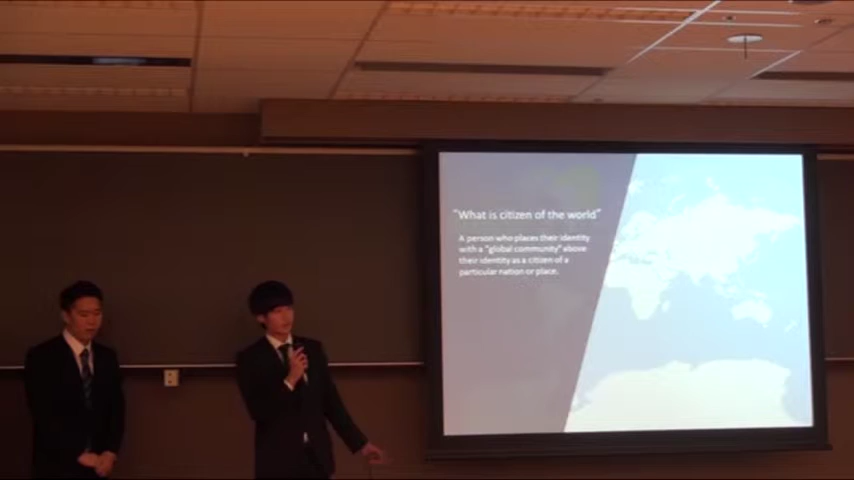 "What is citizen of the world"
A person who places their identity
with a "global community" above
their identity as a citizen of a
particular nation or place.